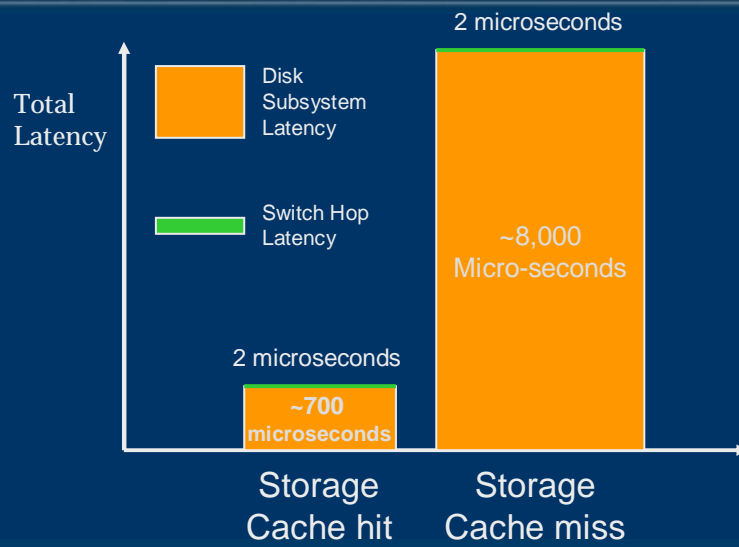 2 microseconds
Total
Latency
Disk
Subsystem
Latency
Switch Hop
Latency
~8,000
Micro-seconds
2 microseconds
~700
microseconds
Storage
Cache hit
Storage
Cache miss